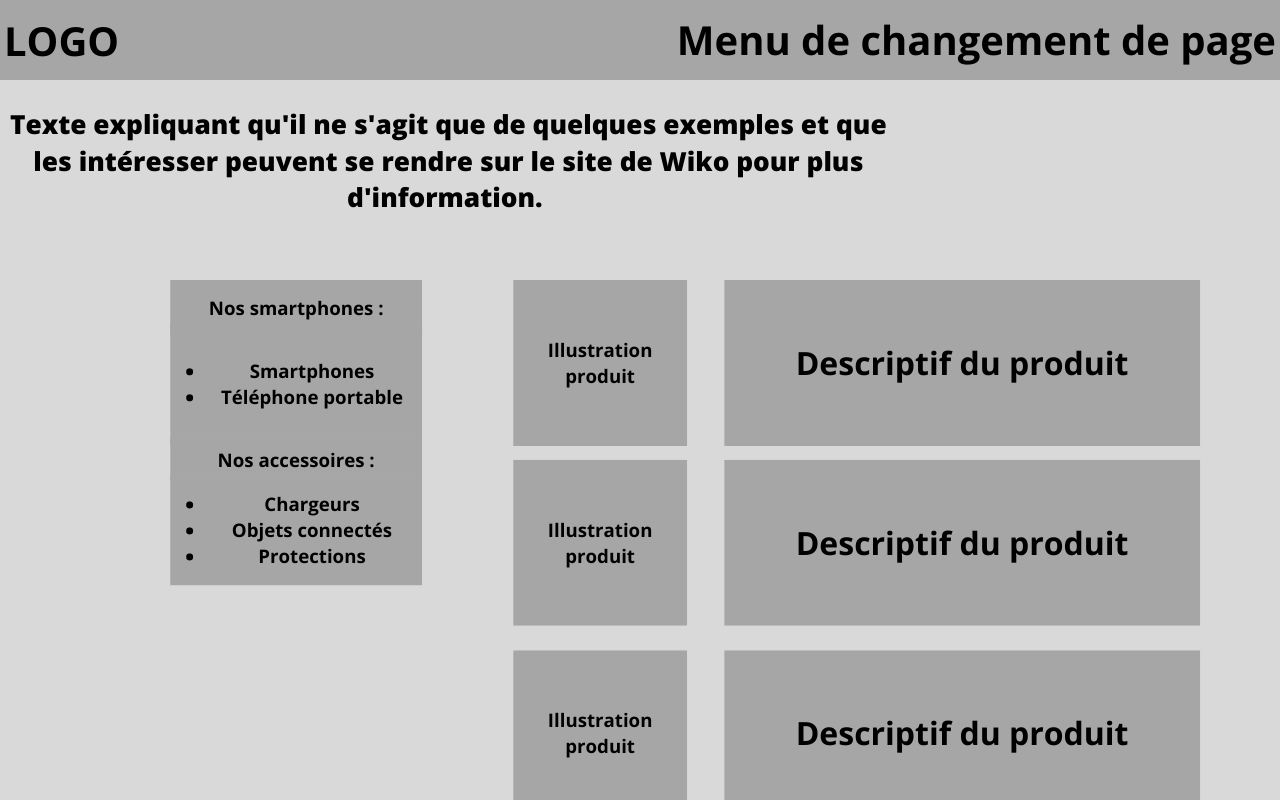 LOGO
Menu de changement de page
Texte expliquant qu'il ne s'agit que de quelques exemples et que
les intéresser peuvent se rendre sur le site de Wiko pour plus
d'information.
Nos smartphones :
• Smartphones
• Téléphone portable
Nos accessoires :
• Chargeurs
• Objets connectés
• Protections
Illustration
produit
Descriptif du produit
Illustration
produit
Descriptif du produit
Illustration
produit
Descriptif du produit